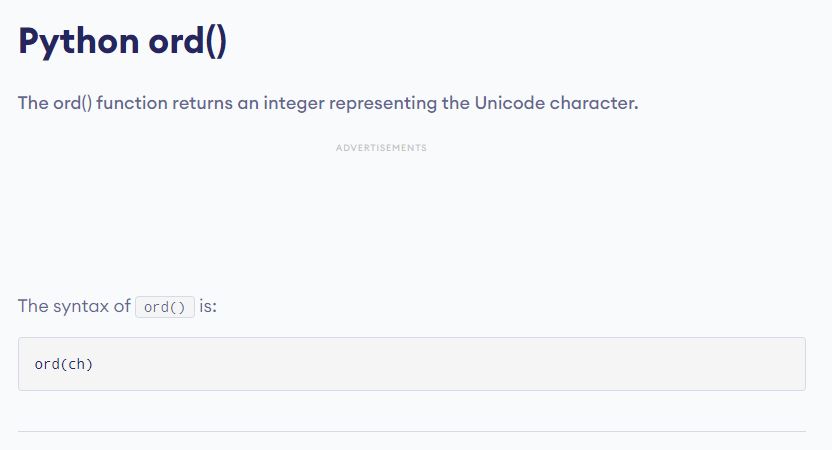 Python ord()
The ord() function returns an integer representing the Unicode character.
ADVERTISEMENTS
The syntax of ord() is:
ord(ch)